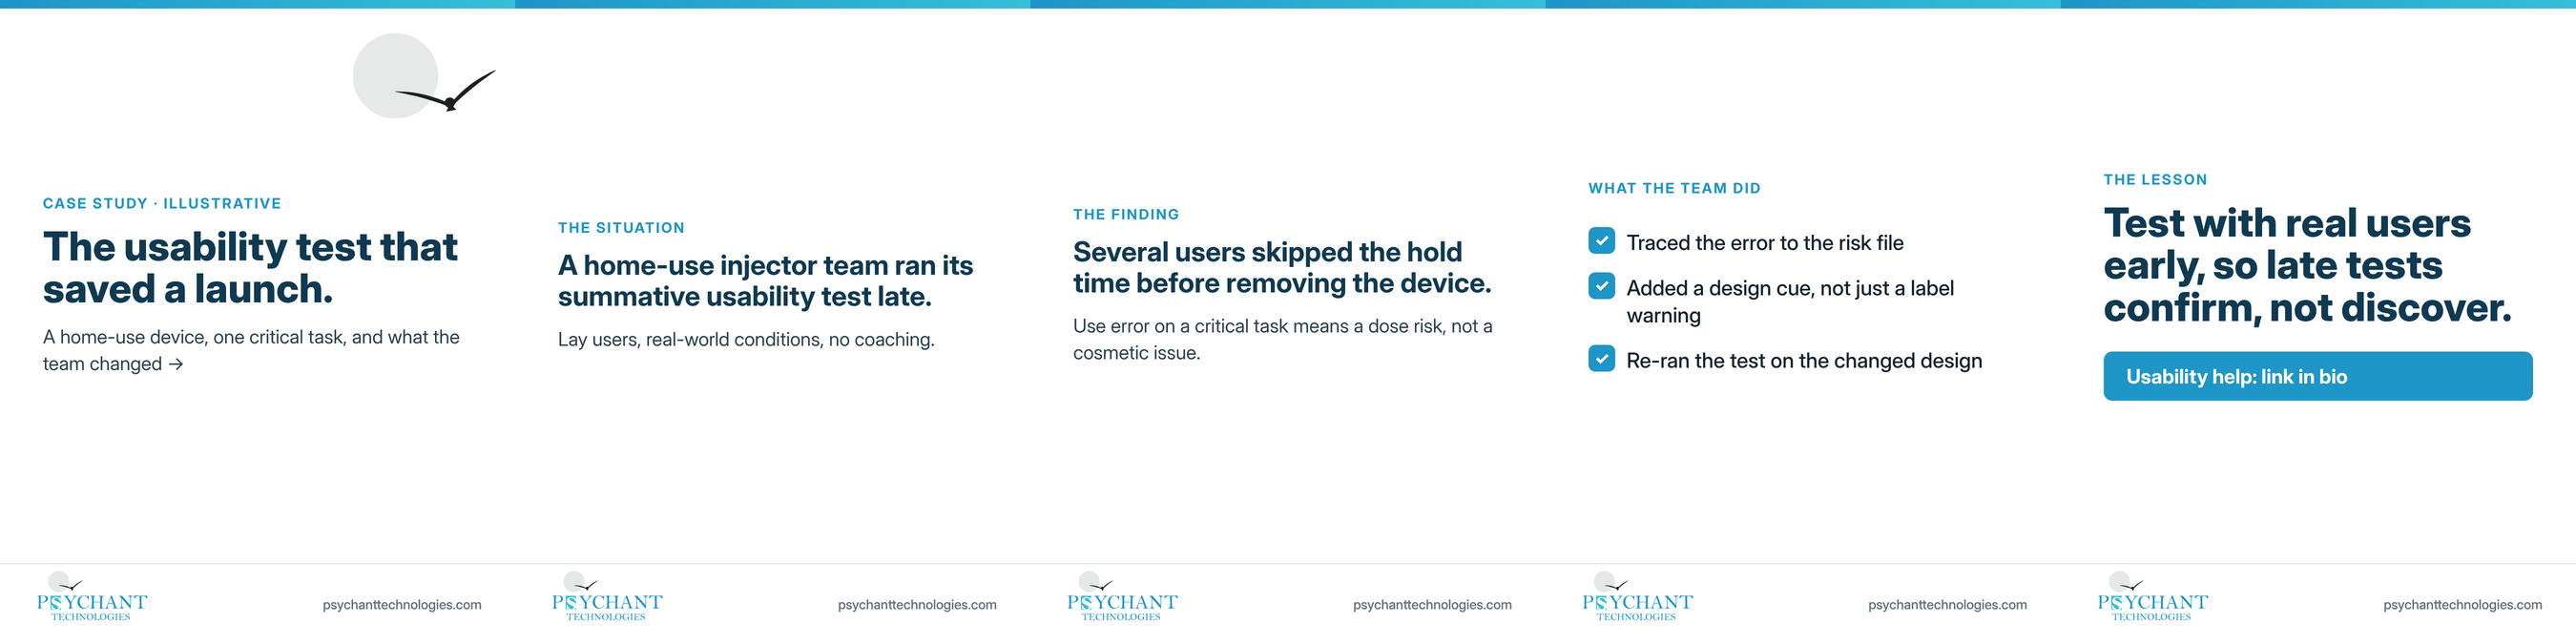 CASE STUDY · ILLUSTRATIVE
The usability test that
saved a launch.
A home-use device, one critical task, and what the
team changed →
PSYCHANT
TECHNOLOGIES
psychanttechnologies.com
THE SITUATION
A home-use injector team ran its
summative usability test late.
Lay users, real-world conditions, no coaching.
PSYCHANT
TECHNOLOGIES
psychanttechnologies.com
THE FINDING
Several users skipped the hold
time before removing the device.
Use error on a critical task means a dose risk, not a
cosmetic issue.
PSYCHANT
TECHNOLOGIES
psychanttechnologies.com
WHAT THE TEAM DID
Traced the error to the risk file
Added a design cue, not just a label
warning
Re-ran the test on the changed design
PSYCHANT
TECHNOLOGIES
psychanttechnologies.com
THE LESSON
Test with real users
early, so late tests
confirm, not discover.
Usability help: link in bio
PSYCHANT
TECHNOLOGIES
psychanttechnologies.com